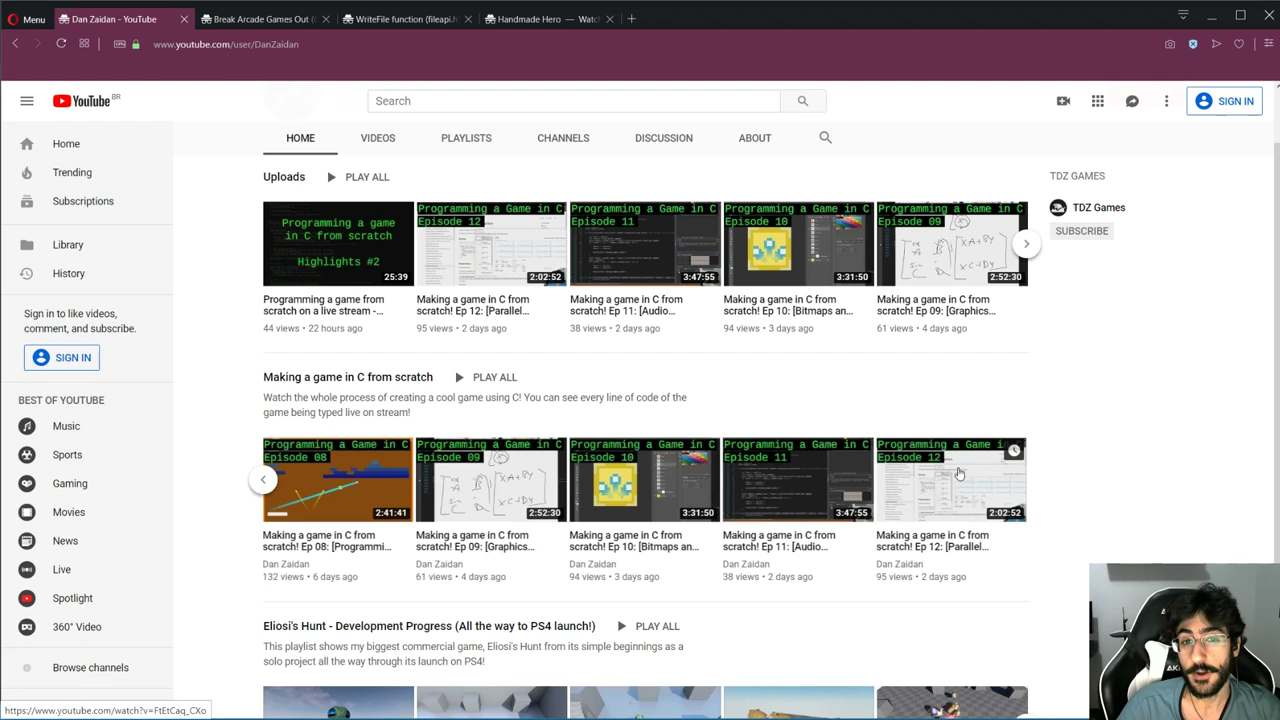 Menu
Dan Zaidan - YouTube
Break Arcade Games Out (
WriteFile function (fileapi.h
Handmade Hero — Watc
www.youtube.com/user/DanZaidan
YouTube BR
Search
SIGN IN
Home
Trending
Subscriptions
Library
History
Sign in to like videos,
comment, and subscribe.
SIGN IN
BEST OF YOUTUBE
Music
Sports
Gaming
Movies
News
Live
Spotlight
360° Video
Browse channels
https://www.youtube.com/watch?v=FtEtCaq_CXo
HOME
VIDEOS
PLAYLISTS
CHANNELS
DISCUSSION
ABOUT
Uploads
PLAY ALL
Programming a game
in C from scratch
Highlights #2
25:39
Programming a game from
scratch on a live stream -...
44 views • 22 hours ago
Programming a Game in C
Episode 12
2:02:52
Making a game in C from
scratch! Ep 12: [Parallel...
95 views • 2 days ago
Programming a Game in C
Episode 11
3:47:55
Making a game in C from
scratch! Ep 11: [Audio...
38 views • 2 days ago
Programming a Game in C
Episode 10
3:31:50
Making a game in C from
scratch! Ep 10: [Bitmaps an...
94 views • 3 days ago
Programming a Game in C
Episode 09
2:52:30
Making a game in C from
scratch! Ep 09: [Graphics...
61 views • 4 days ago
Making a game in C from scratch
PLAY ALL
Watch the whole process of creating a cool game using C! You can see every line of code of the
game being typed live on stream!
Programming a Game in C
Episode 08
2:41:41
Making a game in C from
scratch! Ep 08: [Programmi...
Dan Zaidan
132 views • 6 days ago
Programming a Game in C
Episode 09
2:52:30
Making a game in C from
scratch! Ep 09: [Graphics...
Dan Zaidan
61 views • 4 days ago
Programming a Game in C
Episode 10
3:31:50
Making a game in C from
scratch! Ep 10: [Bitmaps an...
Dan Zaidan
94 views • 3 days ago
Programming a Game in C
Episode 11
3:47:55
Making a game in C from
scratch! Ep 11: [Audio...
Dan Zaidan
38 views • 2 days ago
Programming a Game in
Episode 12
2:02:52
Making a game in C from
scratch! Ep 12: [Parallel...
Dan Zaidan
95 views • 2 days ago
Eliosi's Hunt - Development Progress (All the way to PS4 launch!)
PLAY ALL
This playlist shows my biggest commercial game, Eliosi's Hunt from its simple beginnings as a
solo project all the way through its launch on PS4!
TDZ GAMES
TDZ Games
SUBSCRIBE